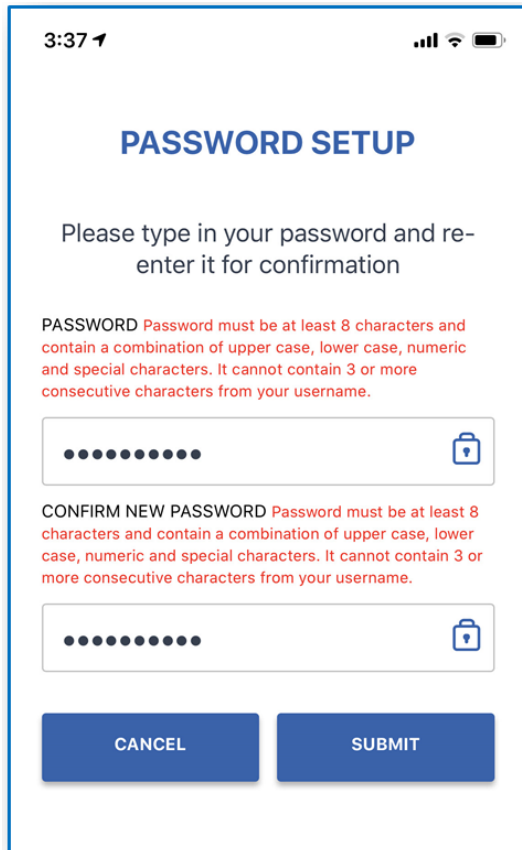 3:37
PASSWORD SETUP
Please type in your password and re-
enter it for confirmation
PASSWORD Password must be at least 8 characters and
contain a combination of upper case, lower case, numeric
and special characters. It cannot contain 3 or more
consecutive characters from your username.
••••••••••
CONFIRM NEW PASSWORD Password must be at least 8
characters and contain a combination of upper case, lower
case, numeric and special characters. It cannot contain 3 or
more consecutive characters from your username.
••••••••••
CANCEL SUBMIT